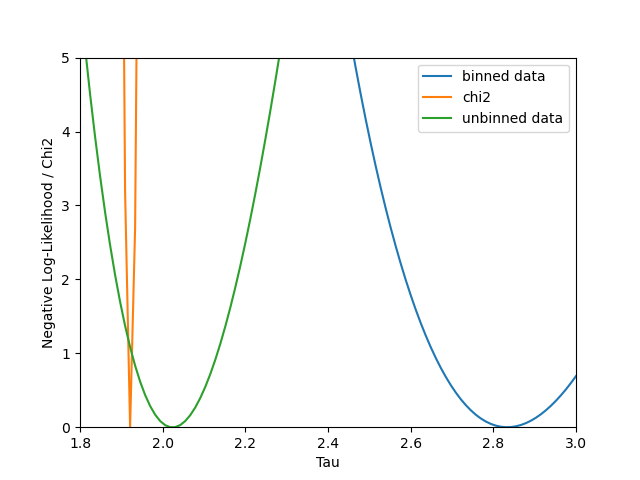 binned data
chi2
unbinned data
5
4
3
2
1
0
Negative Log-Likelihood / Chi2
1.8
2.0
2.2
2.4
2.6
2.8
3.0
Tau